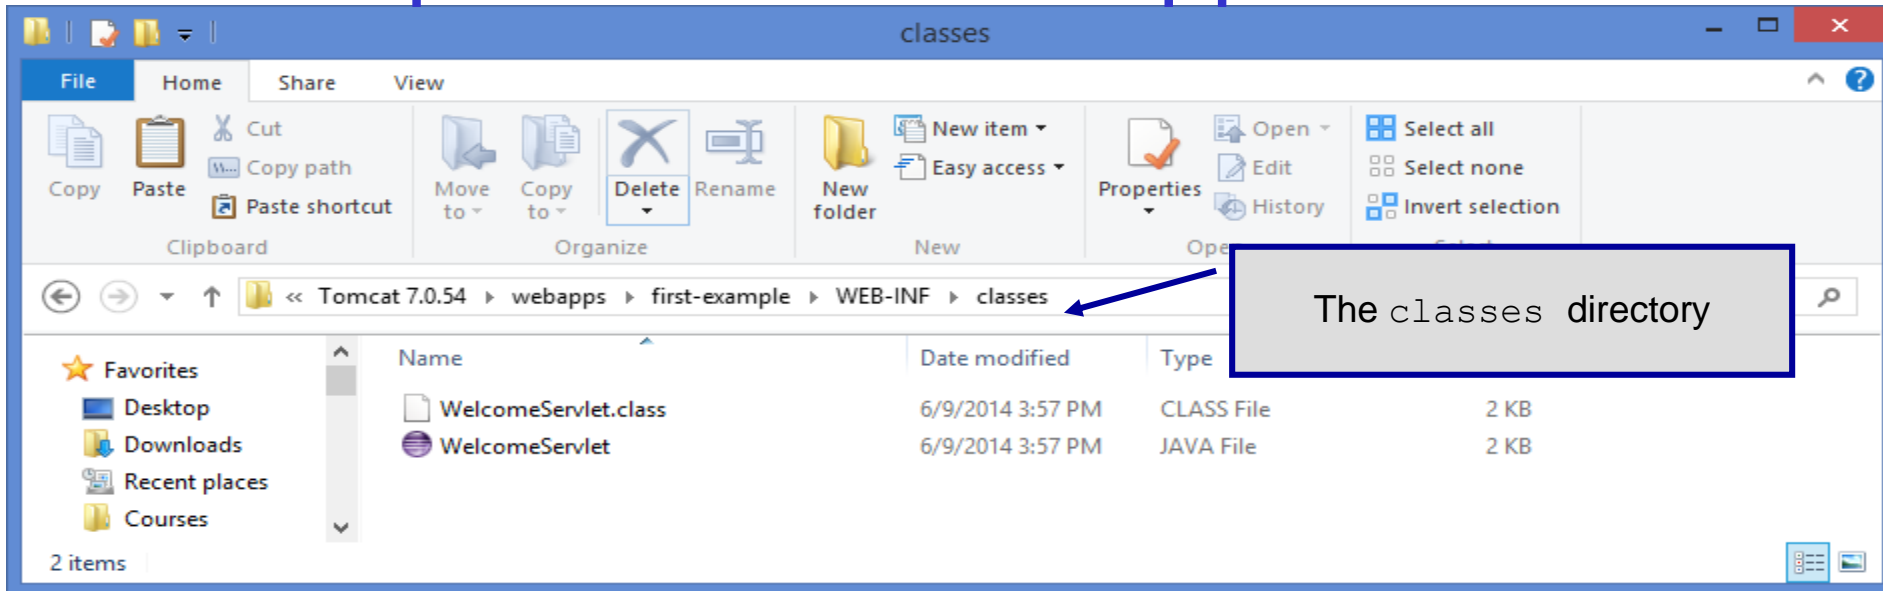 classes
File Home Share View
Cut
Copy path
Paste shortcut
Copy Paste
Move to
Copy to
Delete Rename
New folder
New item
Easy access
Properties
Open
Edit
History
Select all
Select none
Invert selection
Clipboard Organize New
« Tomcat 7.0.54 webapps first-example WEB-INF classes
The classes directory
Name Date modified Type
Favorites
Desktop
Downloads
Recent places
Courses
WelcomeServlet.class 6/9/2014 3:57 PM CLASS File 2 KB
WelcomeServlet 6/9/2014 3:57 PM JAVA File 2 KB
2 items